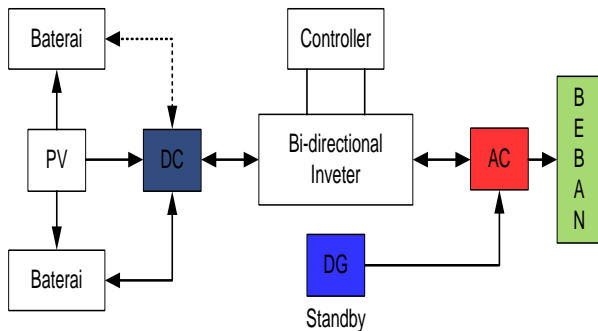 Baterai
Controller
PV
DC
Bi-directional
Inveter
AC
B
E
B
A
N
Baterai
DG
Standby